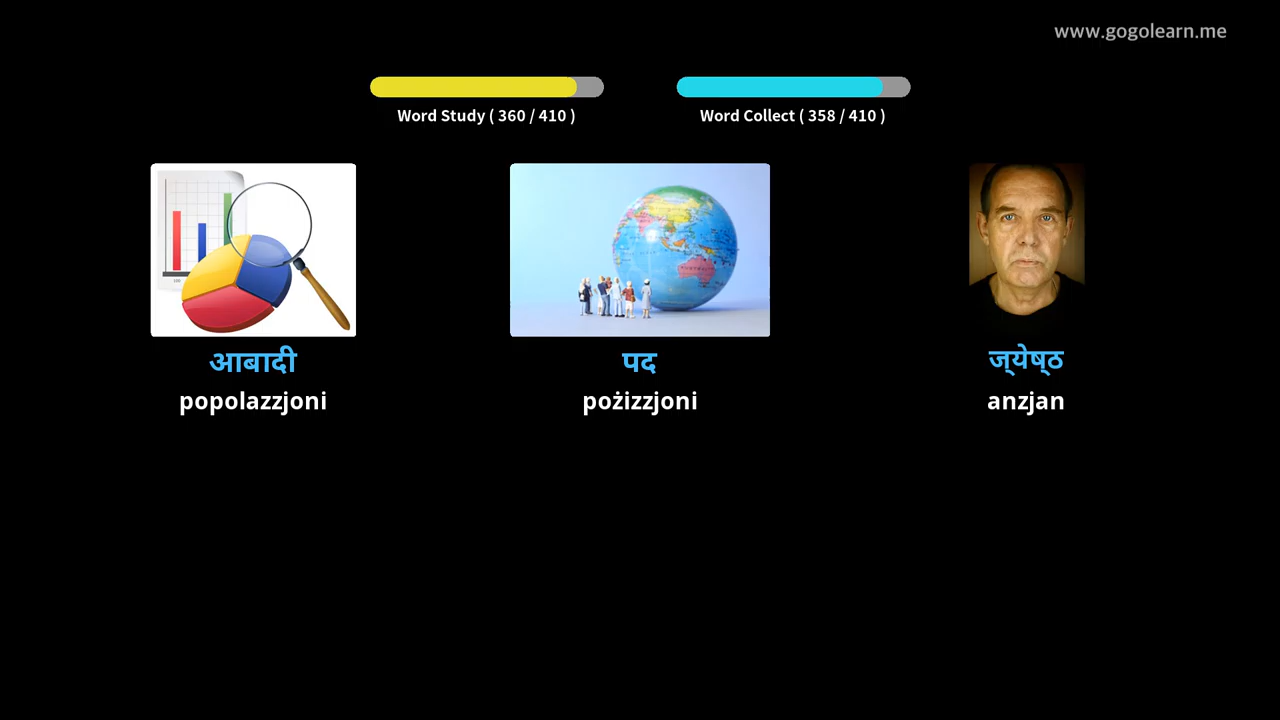 www.gogolearn.me
Word Study ( 360 / 410 )
Word Collect ( 358 / 410 )
आबादी
पद
ज्येष्ठ
popolazzjoni
pożizzjoni
anzjan